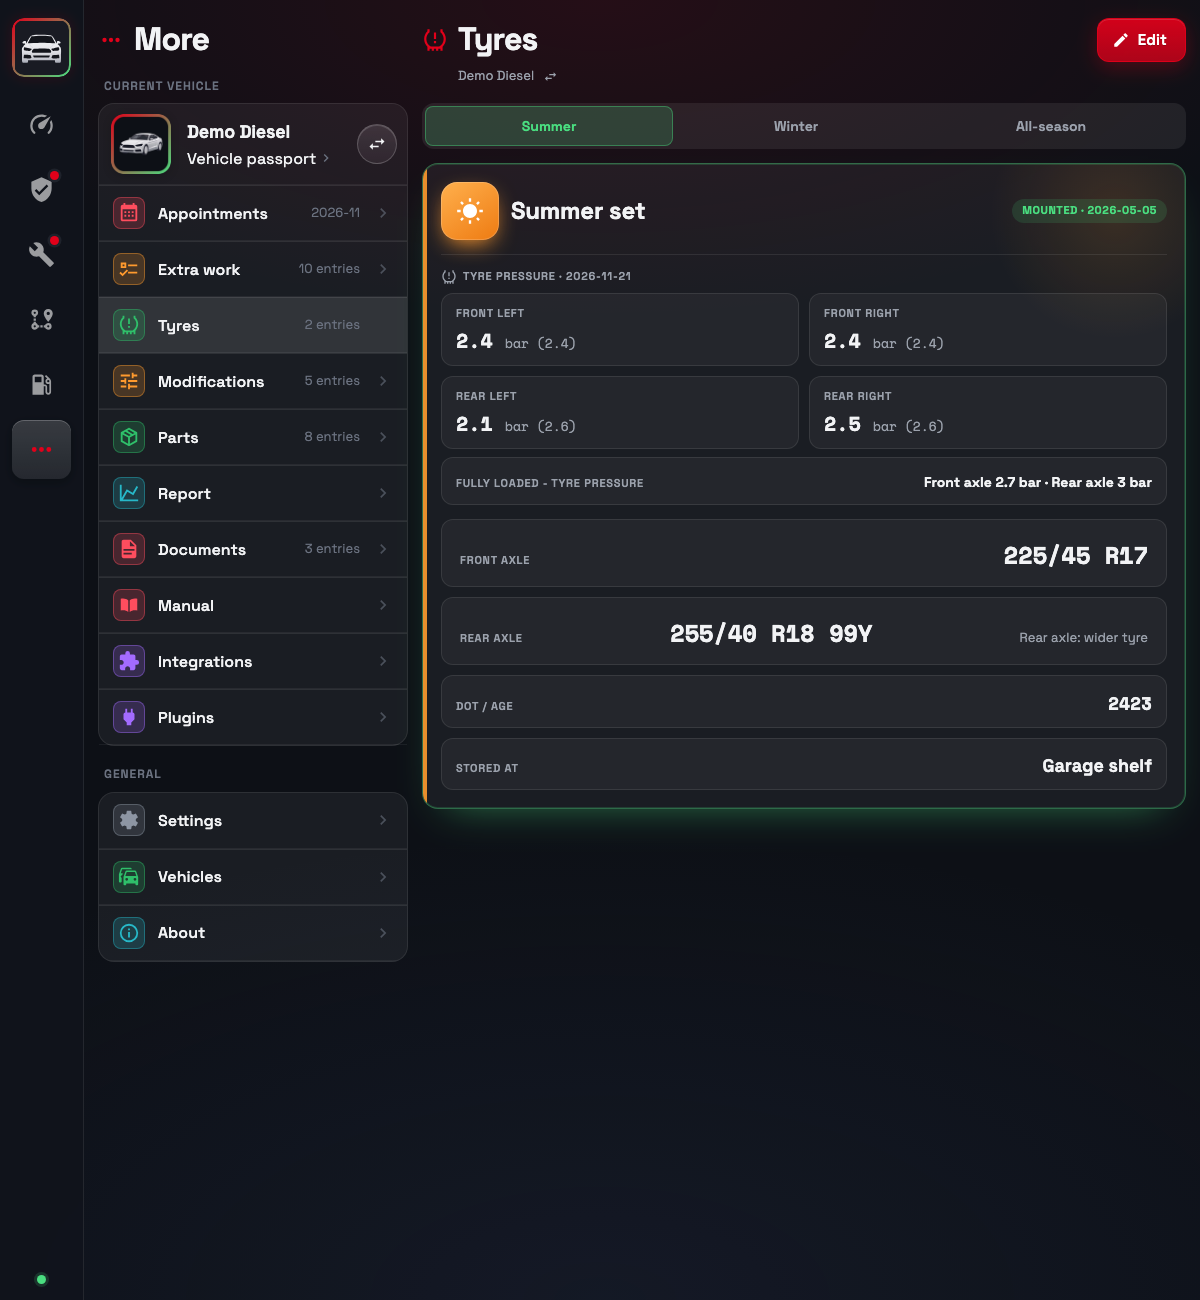 More
CURRENT VEHICLE
Demo Diesel
Vehicle passport
Appointments 2026-11
Extra work 10 entries
Tyres 2 entries
Modifications 5 entries
Parts 8 entries
Report
Documents 3 entries
Manual
Integrations
Plugins
GENERAL
Settings
Vehicles
About
Tyres
Demo Diesel
Edit
Summer Winter All-season
Summer set MOUNTED · 2026-05-05
TYRE PRESSURE · 2026-11-21
FRONT LEFT
2.4 bar (2.4)
FRONT RIGHT
2.4 bar (2.4)
REAR LEFT
2.1 bar (2.6)
REAR RIGHT
2.5 bar (2.6)
FULLY LOADED - TYRE PRESSURE Front axle 2.7 bar · Rear axle 3 bar
FRONT AXLE 225/45 R17
REAR AXLE 255/40 R18 99Y Rear axle: wider tyre
DOT / AGE 2423
STORED AT Garage shelf